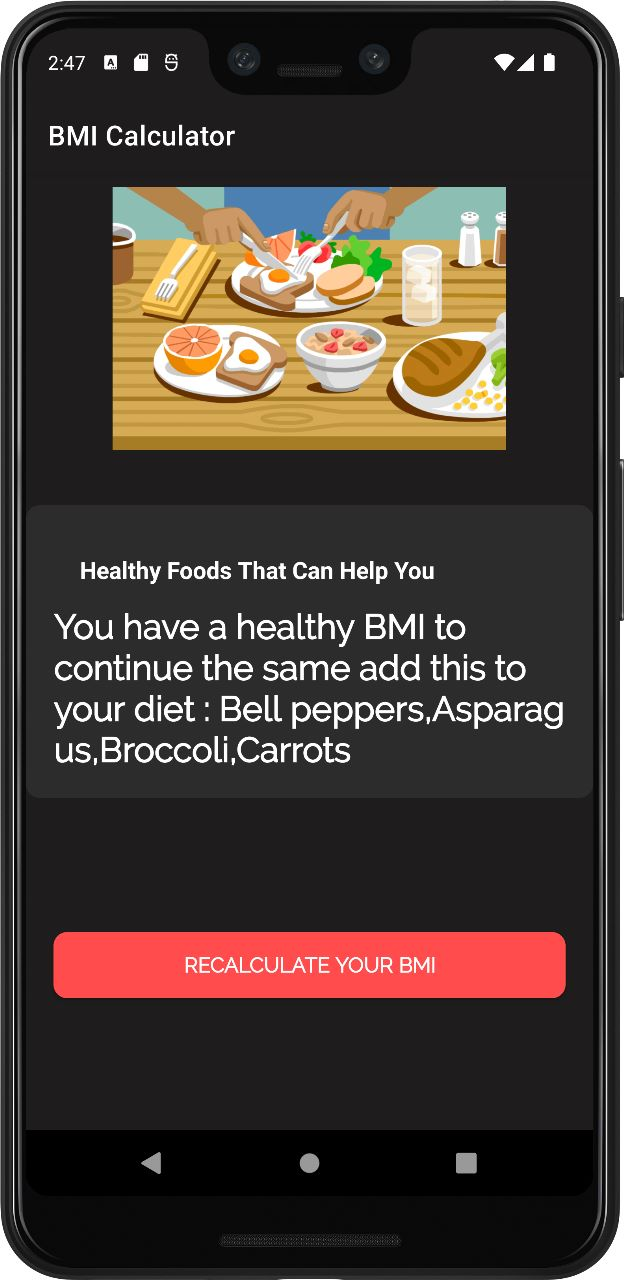 2:47
BMI Calculator
Healthy Foods That Can Help You
You have a healthy BMI to
continue the same add this to
your diet : Bell peppers,Asparag
us,Broccoli,Carrots
RECALCULATE YOUR BMI